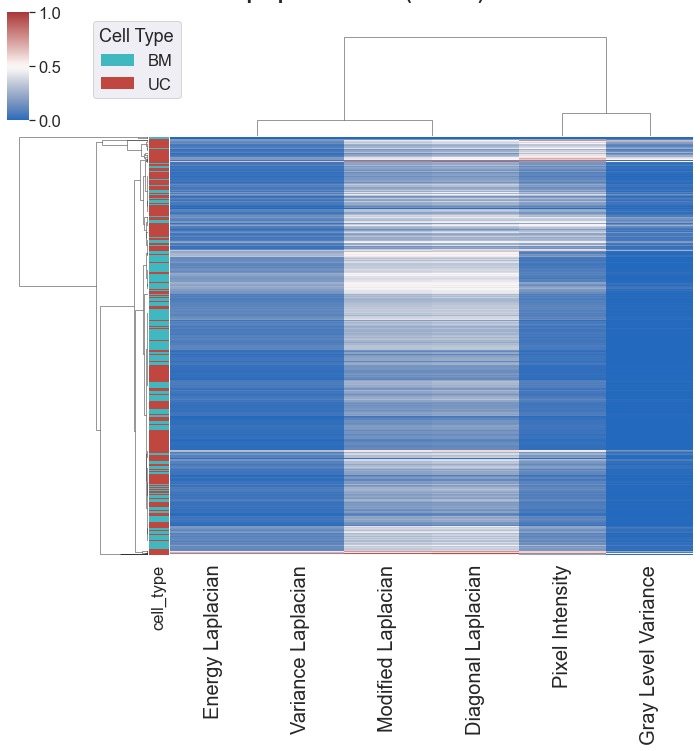 1.0
0.5
0.0
Cell Type
BM
UC
cell_type
Energy Laplacian
Variance Laplacian
Modified Laplacian
Diagonal Laplacian
Pixel Intensity
Gray Level Variance